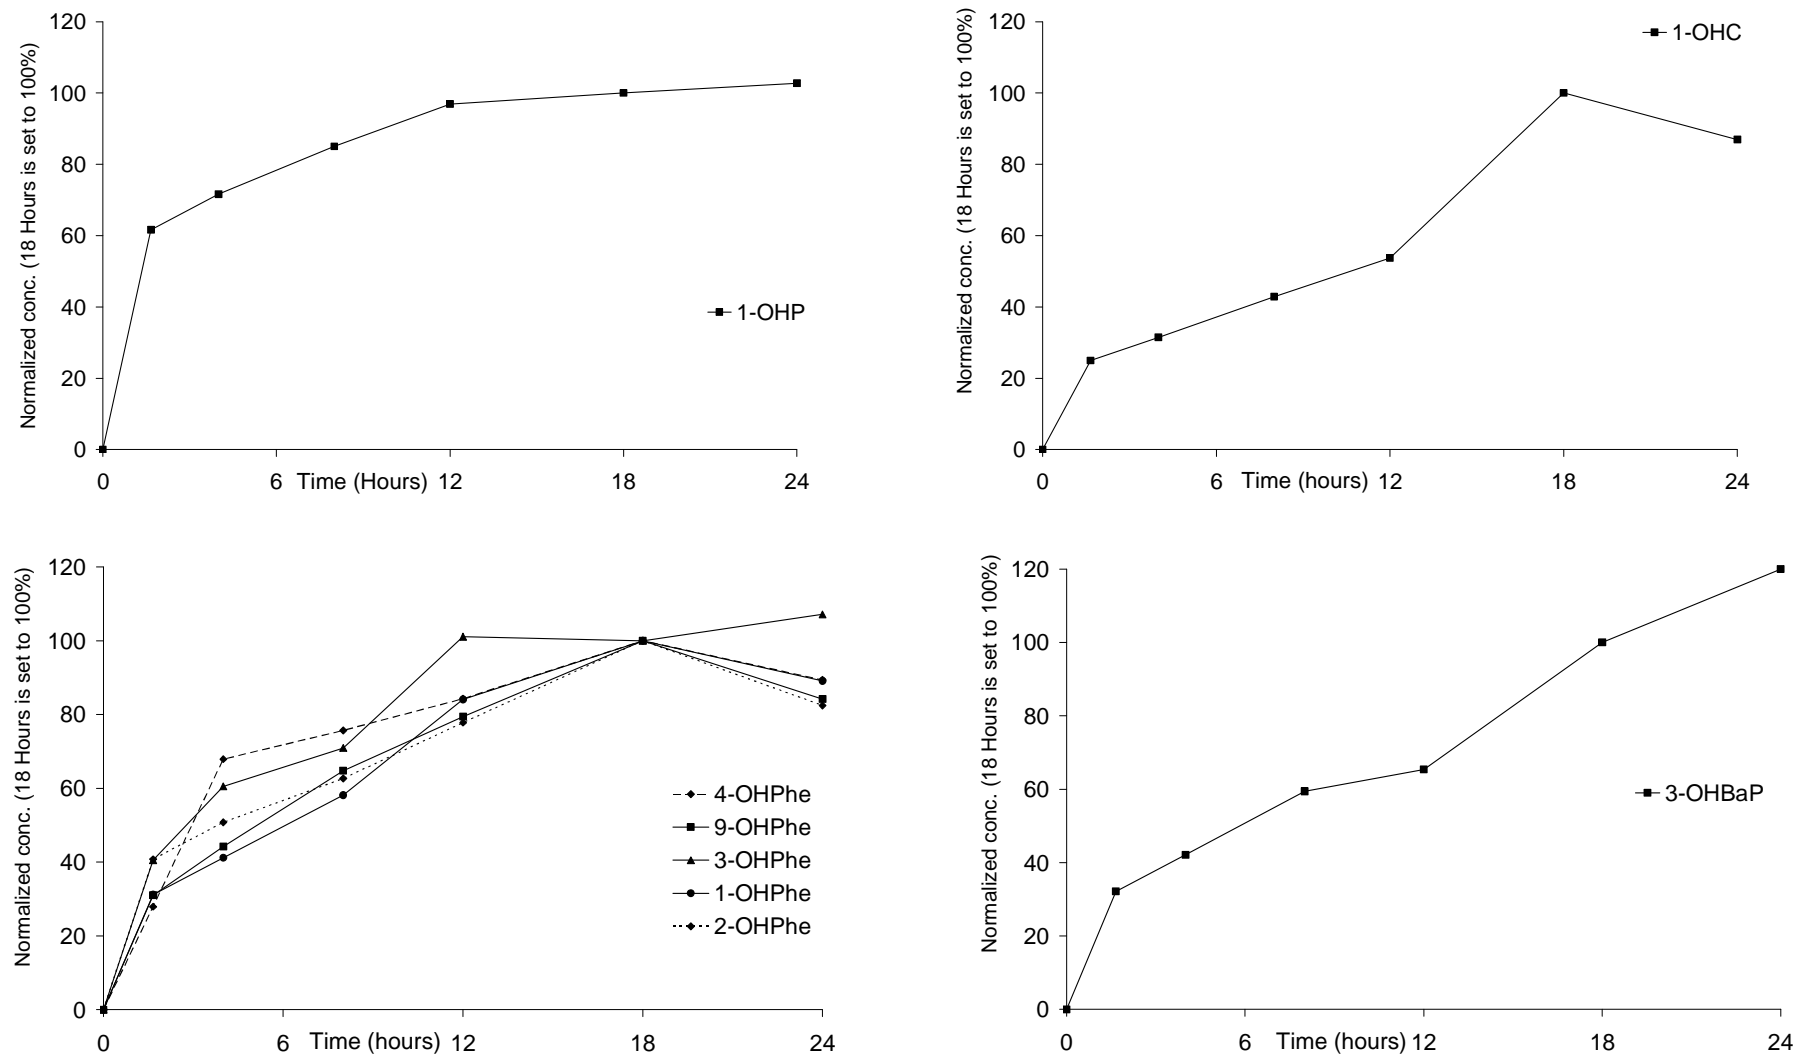 Normalized conc. (18 Hours is set to 100%)
120
100
80
60
40
20
0
1-OHP
0 6 Time (Hours) 12 18 24
Normalized conc. (18 Hours is set to 100%)
120
100
80
60
40
20
0
1-OHC
0 6 Time (hours) 12 18 24
Normalized conc. (18 Hours is set to 100%)
120
100
80
60
40
20
0
4-OHPhe
9-OHPhe
3-OHPhe
1-OHPhe
2-OHPhe
0 6 Time (hours) 12 18 24
Normalized conc. (18 Hours is set to 100%)
120
100
80
60
40
20
0
3-OHBaP
0 6 Time (hours) 12 18 24